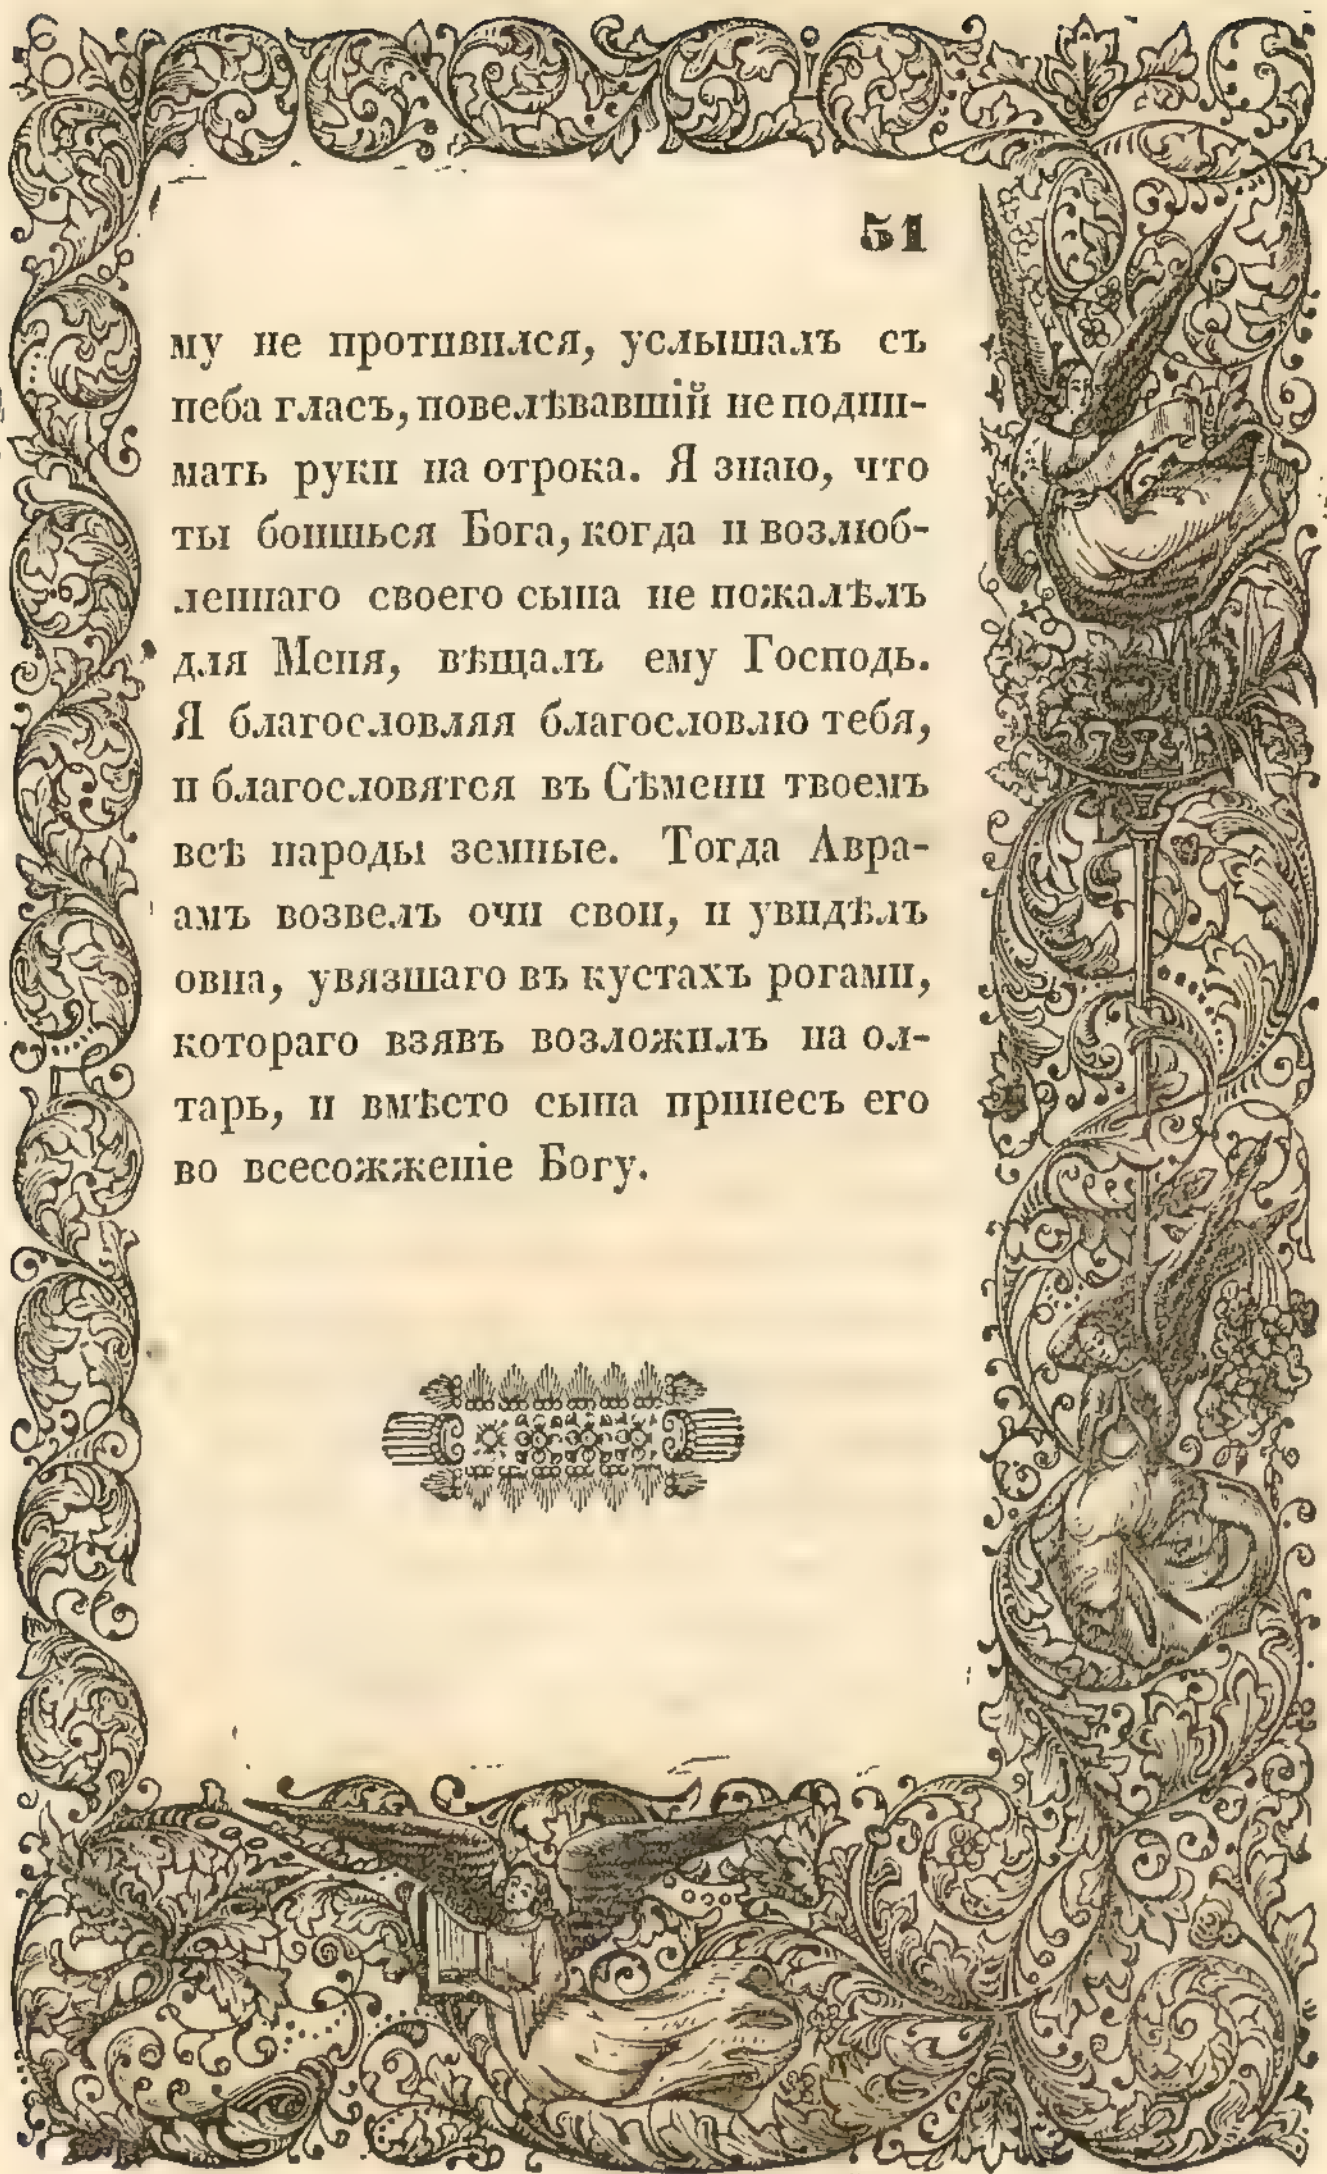 51
му не противился, услышалъ съ
неба гласъ, повелѣвавшій не подни-
мать руки на отрока. Я знаю, что
ты боишься Бога, когда и возлюб-
леннаго своего сына не пожалѣлъ
для Меня, вѣщалъ ему Господь.
Я благословляя благословлю тебя,
и благословятся въ Сѣмени твоемъ
всѣ народы земные. Тогда Авра-
амъ возвелъ очи свои, и увидѣлъ
овна, увязшаго въ кустахъ рогами,
котораго взявъ возложилъ на ол-
тарь, и вмѣсто сына принесъ его
во всесожженіе Богу.